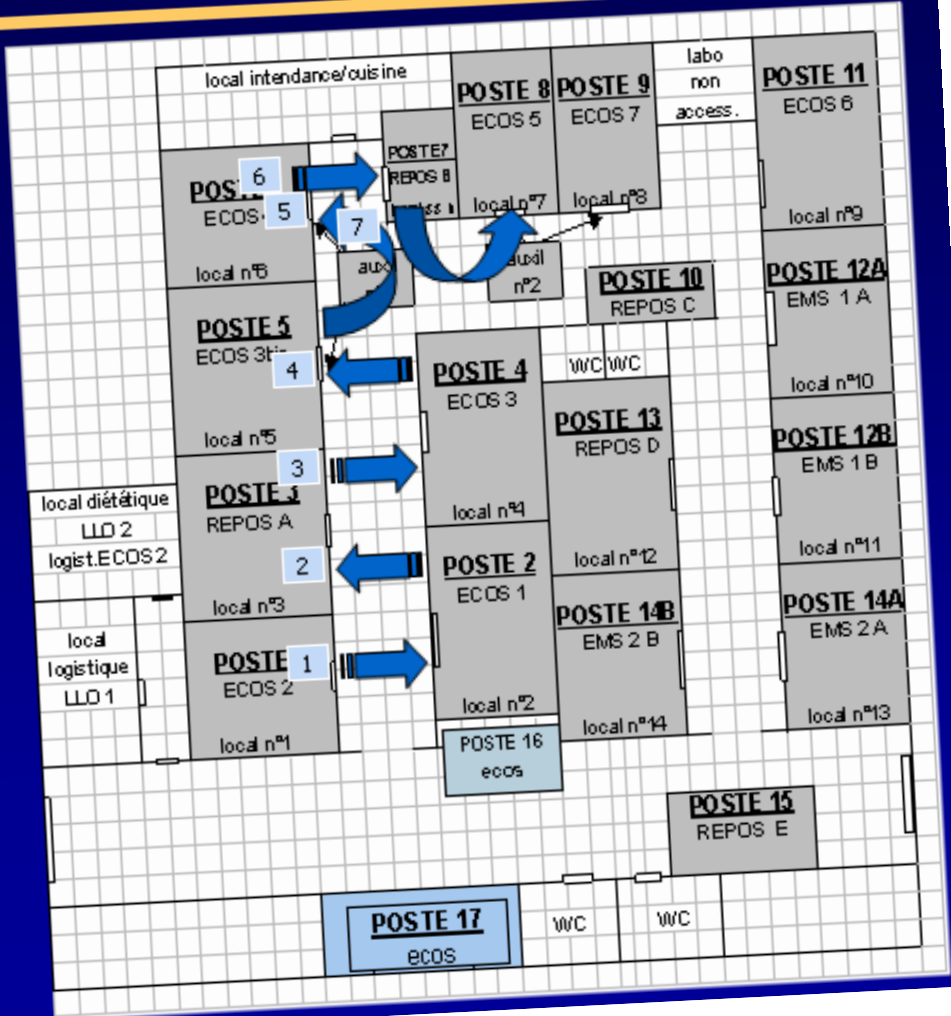 local intendance/cuisine
POSTE 8
ECOS 5
local n°7
POSTE 9
ECOS 7
local n°8
labo
non
access.
POSTE 11
ECOS 6
local n°9
POSTE7
REPOS B
6
ECOS
5
local n°6
7
n°2
POSTE 10
REPOS C
POSTE 12A
EMS 1 A
local n°10
POSTE 5
ECOS 3bis
4
local n°5
POSTE 4
ECOS 3
local n°4
WC
WC
POSTE 13
REPOS D
local n°12
POSTE 12B
EMS 1 B
local n°11
3
POSTE 3
REPOS A
2
local n°3
local diététique
LLO 2
logist.ECOS 2
POSTE 2
ECOS 1
local n°2
POSTE 14B
EMS 2 B
local n°14
POSTE 14A
EMS 2 A
local n°13
local
logistique
LLO 1
POSTE
1
ECOS 2
local n°1
POSTE 16
ecos
POSTE 15
REPOS E
POSTE 17
ecos
WC
WC